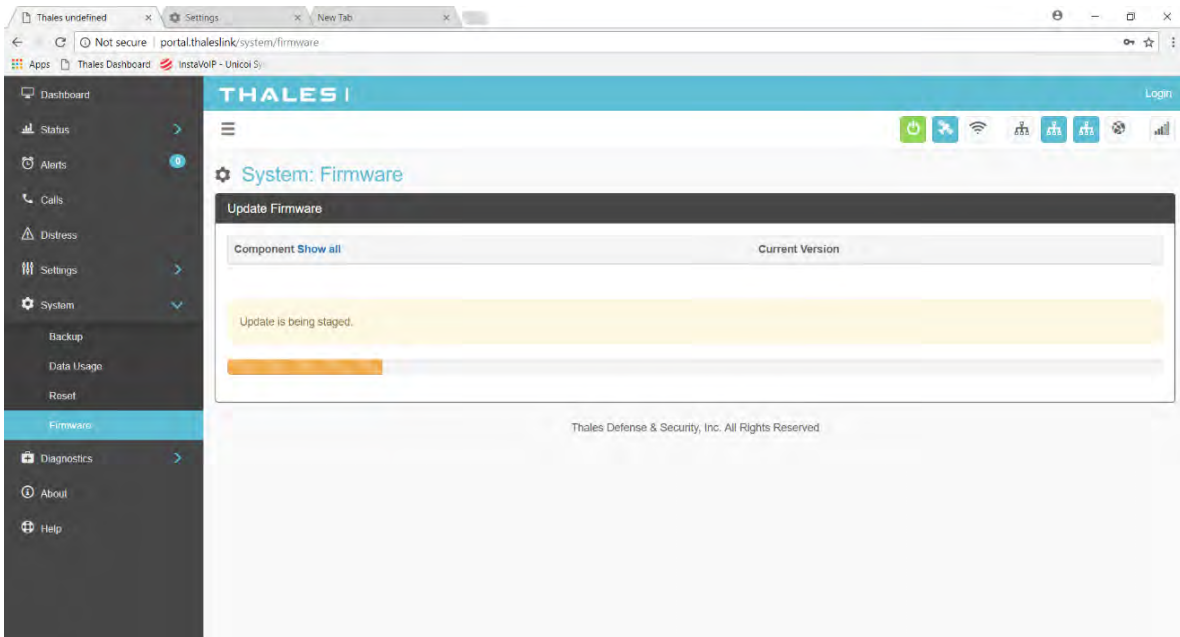 Thales undefined
Settings
New Tab
Not secure | portal.thaleslink/system/firmware
Apps Thales Dashboard InstaVoIP - Unicoi Sy
Dashboard
THALES
Login
Status
Alerts 0
System: Firmware
Calls
Update Firmware
Distress
Component Show all Current Version
Settings
System
Update is being staged.
Backup
Data Usage
Reset
Firmware
Thales Defense & Security, Inc. All Rights Reserved
Diagnostics
About
Help